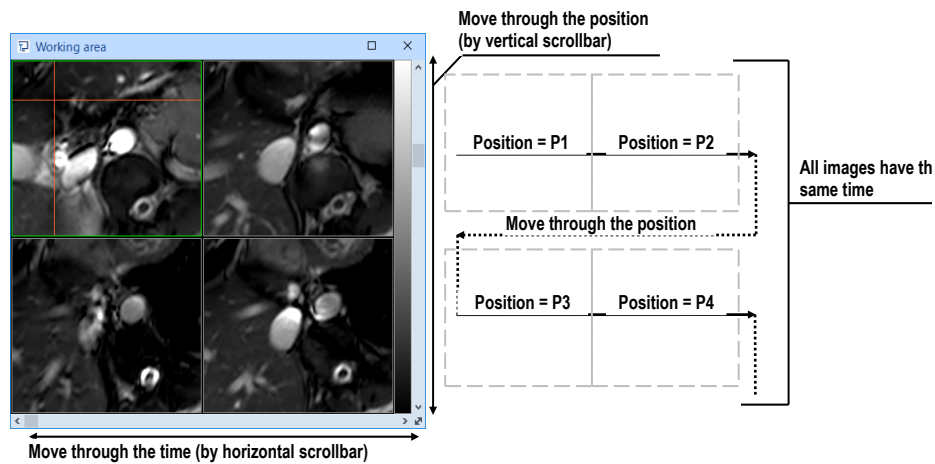 Move through the position
(by vertical scrollbar)
Working area
Position = P1
Position = P2
All images have th
same time
Move through the position
Position = P3
Position = P4
Move through the time (by horizontal scrollbar)